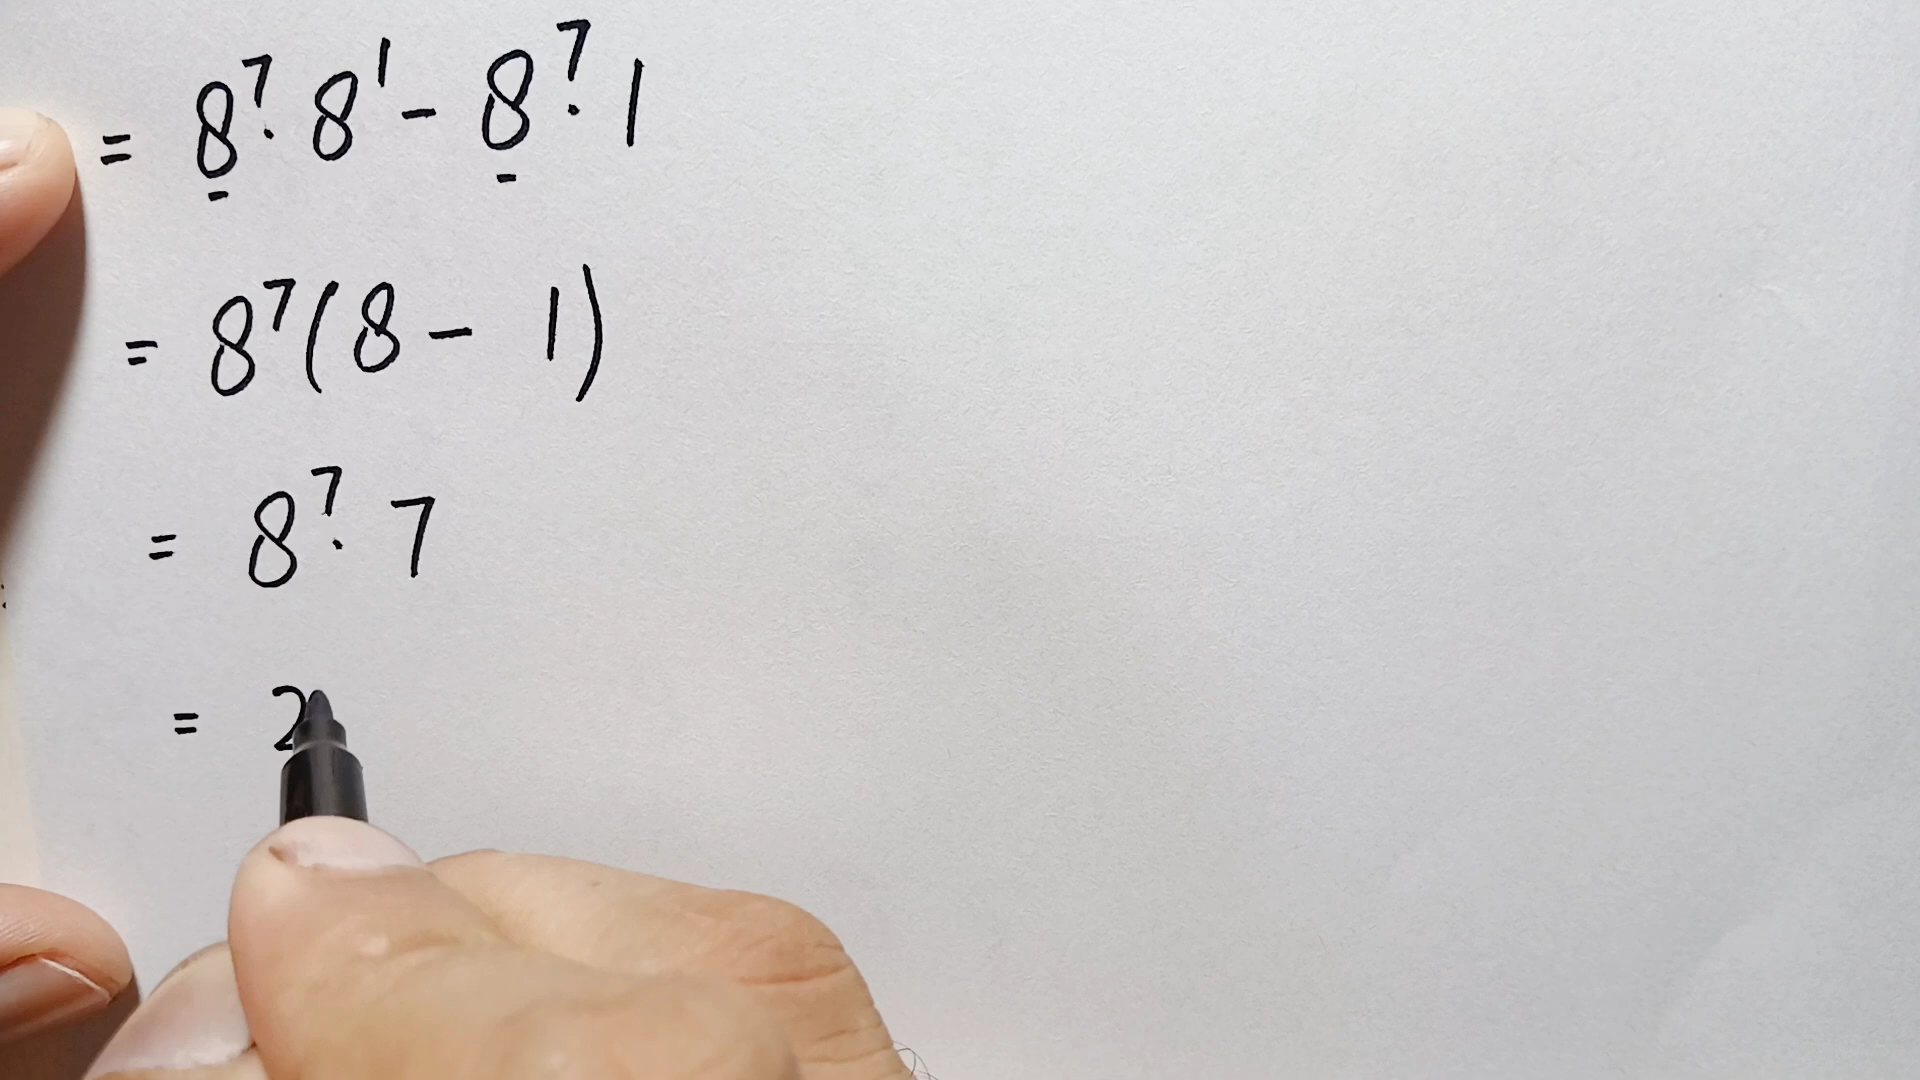 = 8⁷ · 8¹ - 8⁷ · 1
= 8⁷(8 - 1)
= 8⁷ · 7
= 2